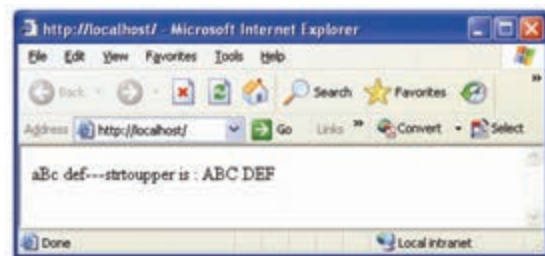 http://localhost/ - Microsoft Internet Explorer
File Edit View Favorites Tools Help
Back Search Favorites »
Address http://localhost/ Go Links » Convert Select
aBc def---strtoupper is : ABC DEF
Done Local intranet